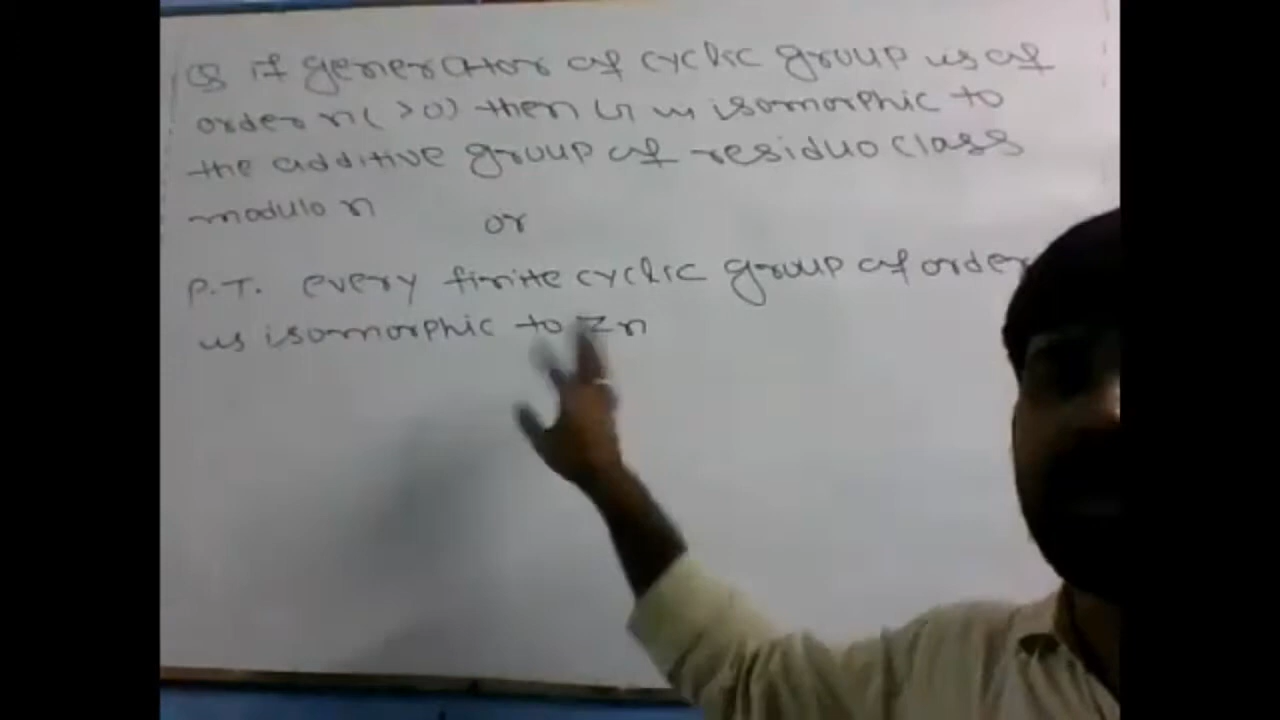 Q if generator of cyclic group is of
order n( >0) then G is isomorphic to
the additive group of residuo class
modulo n
or
P.T. every finite cyclic group of order
is isomorphic to Zn